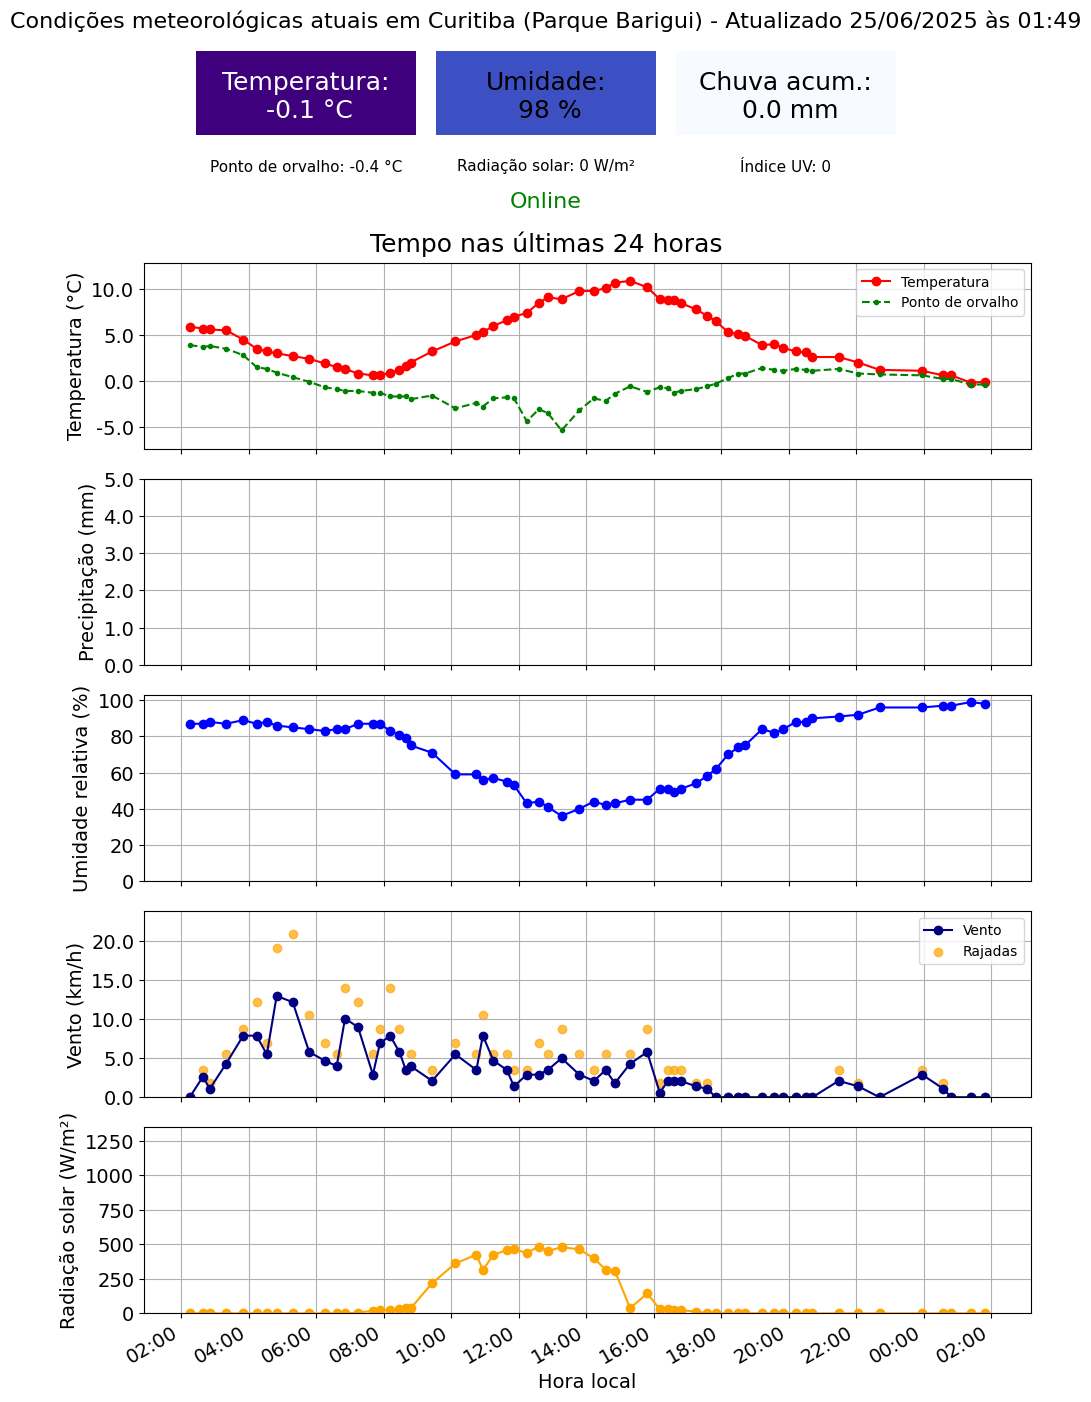 Condições meteorológicas atuais em Curitiba (Parque Barigui) - Atualizado 25/06/2025 às 01:49
Temperatura:
-0.1 °C
Umidade:
98 %
Chuva acum.:
0.0 mm
Ponto de orvalho: -0.4 °C
Radiação solar: 0 W/m²
Índice UV: 0
Online
Tempo nas últimas 24 horas
Temperatura (°C)
10.0
5.0
0.0
-5.0
Temperatura
Ponto de orvalho
Precipitação (mm)
5.0
4.0
3.0
2.0
1.0
0.0
Umidade relativa (%)
100
80
60
40
20
0
Vento (km/h)
20.0
15.0
10.0
5.0
0.0
Vento
Rajadas
Radiação solar (W/m²)
1250
1000
750
500
250
0
02:00
04:00
06:00
08:00
10:00
12:00
14:00
16:00
18:00
20:00
22:00
00:00
02:00
Hora local